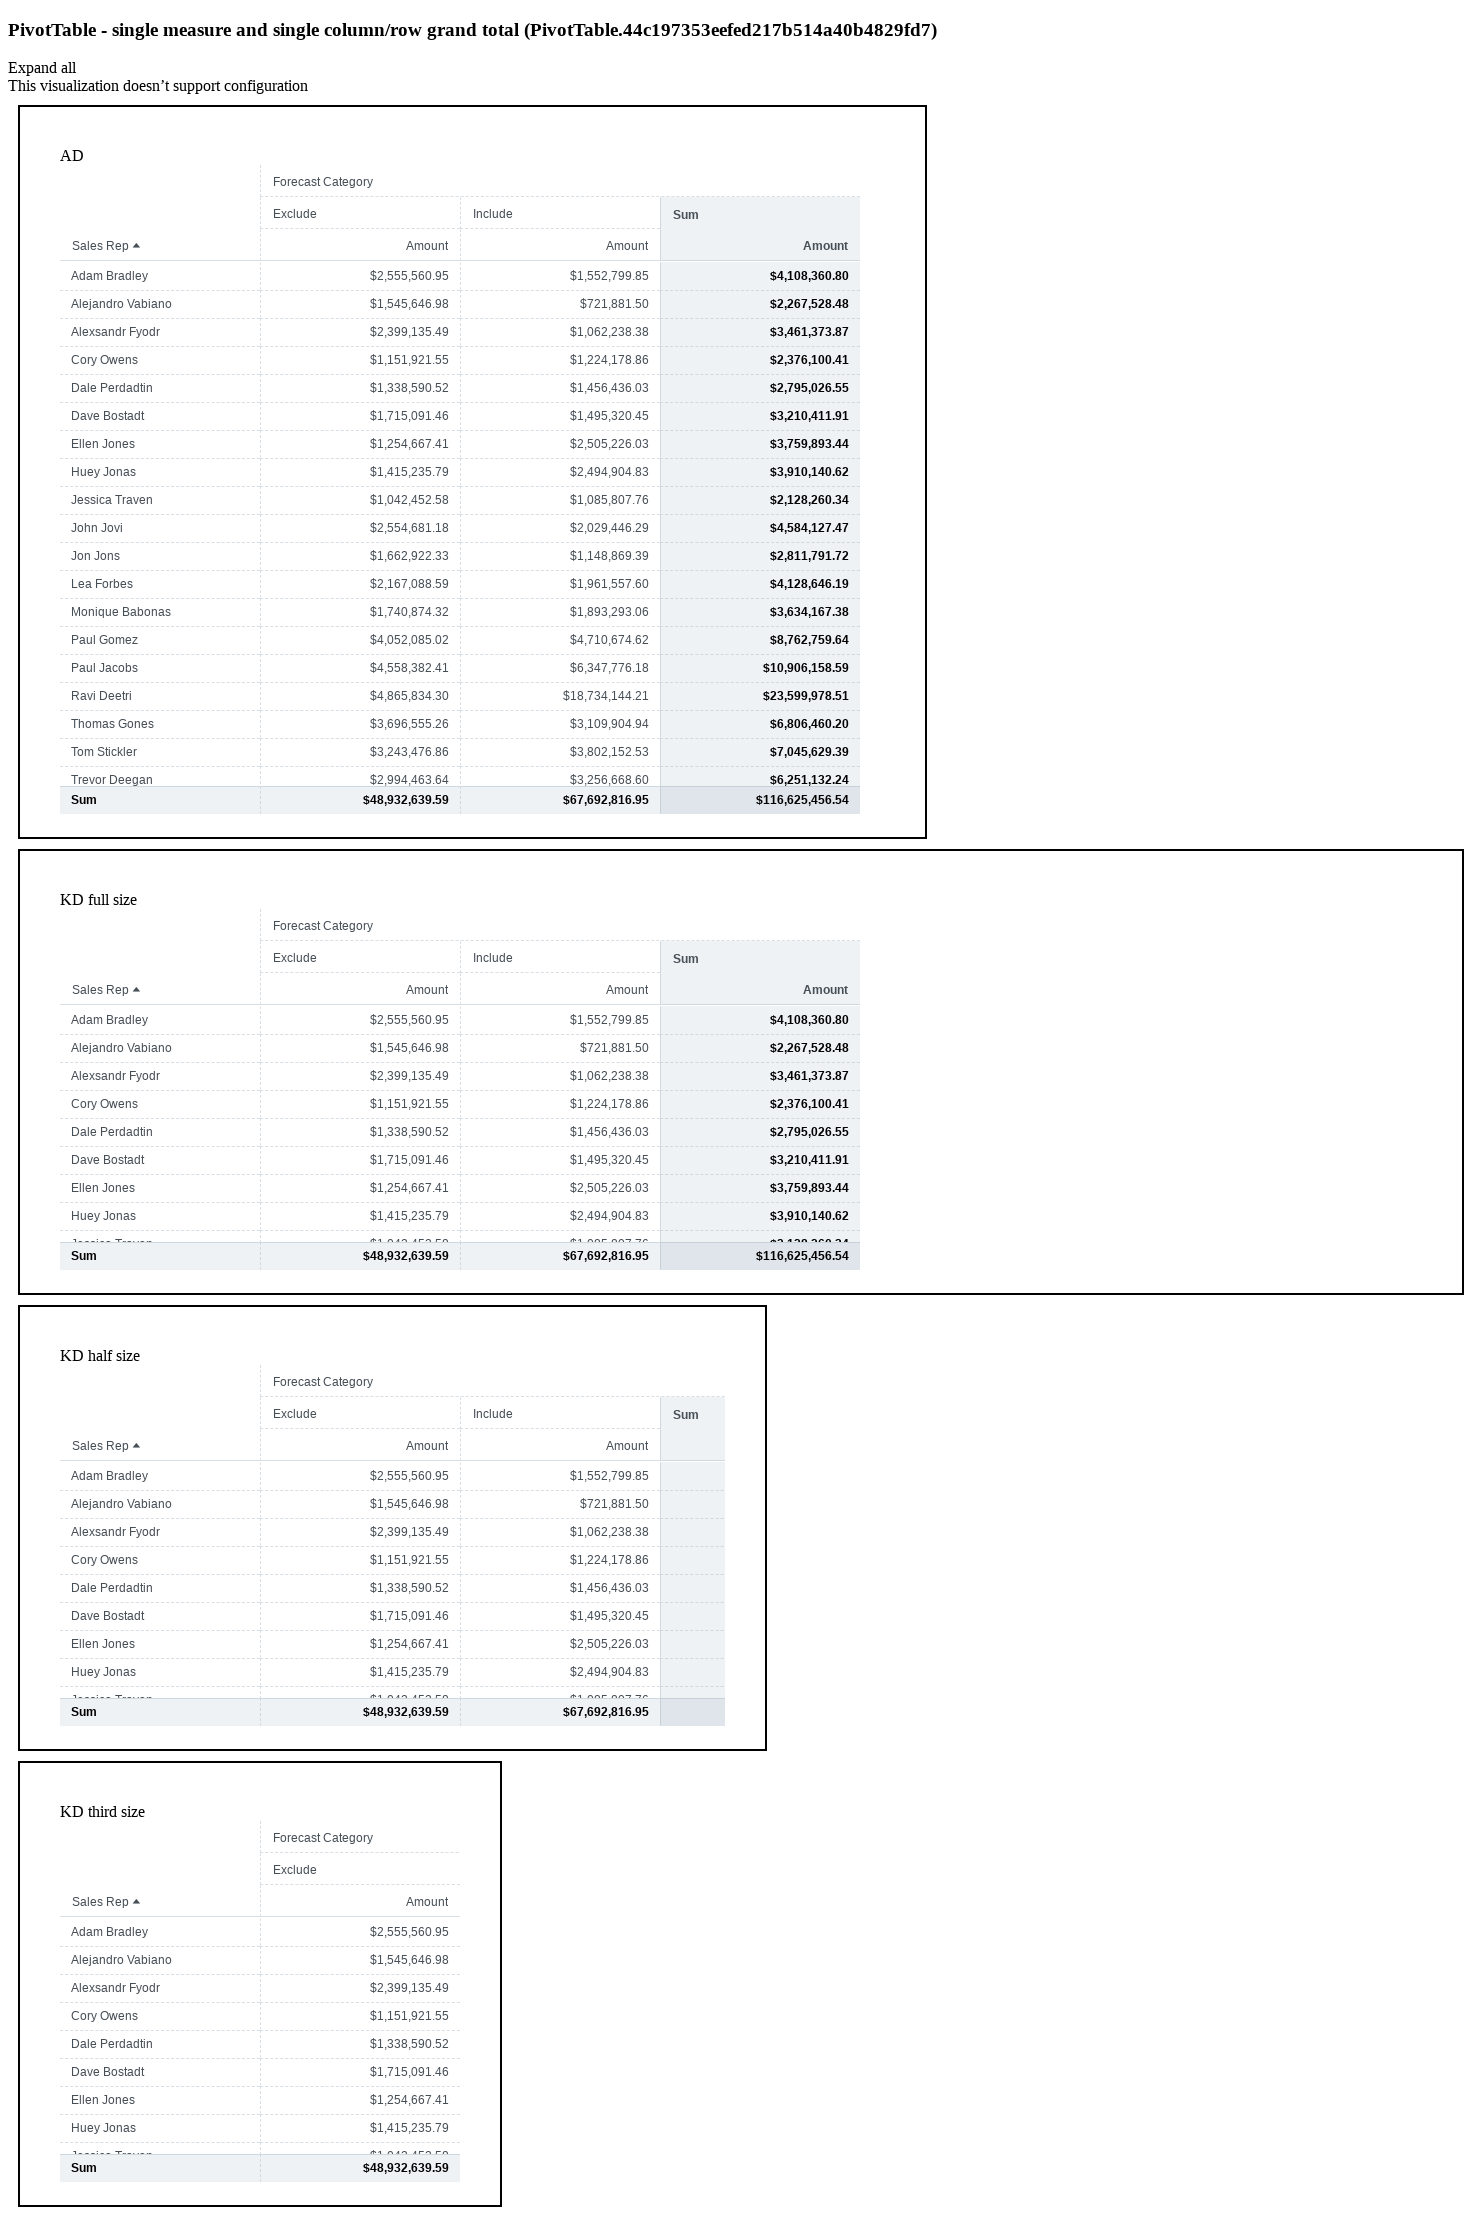 PivotTable - single measure and single column/row grand total (PivotTable.44c197353eefed217b514a40b4829fd7)
Expand all
This visualization doesn’t support configuration
AD
Forecast Category
Exclude Include Sum
Sales Rep Amount Amount Amount
Adam Bradley $2,555,560.95 $1,552,799.85 $4,108,360.80
Alejandro Vabiano $1,545,646.98 $721,881.50 $2,267,528.48
Alexsandr Fyodr $2,399,135.49 $1,062,238.38 $3,461,373.87
Cory Owens $1,151,921.55 $1,224,178.86 $2,376,100.41
Dale Perdadtin $1,338,590.52 $1,456,436.03 $2,795,026.55
Dave Bostadt $1,715,091.46 $1,495,320.45 $3,210,411.91
Ellen Jones $1,254,667.41 $2,505,226.03 $3,759,893.44
Huey Jonas $1,415,235.79 $2,494,904.83 $3,910,140.62
Jessica Traven $1,042,452.58 $1,085,807.76 $2,128,260.34
John Jovi $2,554,681.18 $2,029,446.29 $4,584,127.47
Jon Jons $1,662,922.33 $1,148,869.39 $2,811,791.72
Lea Forbes $2,167,088.59 $1,961,557.60 $4,128,646.19
Monique Babonas $1,740,874.32 $1,893,293.06 $3,634,167.38
Paul Gomez $4,052,085.02 $4,710,674.62 $8,762,759.64
Paul Jacobs $4,558,382.41 $6,347,776.18 $10,906,158.59
Ravi Deetri $4,865,834.30 $18,734,144.21 $23,599,978.51
Thomas Gones $3,696,555.26 $3,109,904.94 $6,806,460.20
Tom Stickler $3,243,476.86 $3,802,152.53 $7,045,629.39
Trevor Deegan $2,994,463.64 $3,256,668.60 $6,251,132.24
Sum $48,932,639.59 $67,692,816.95 $116,625,456.54
KD full size
Forecast Category
Exclude Include Sum
Sales Rep Amount Amount Amount
Adam Bradley $2,555,560.95 $1,552,799.85 $4,108,360.80
Alejandro Vabiano $1,545,646.98 $721,881.50 $2,267,528.48
Alexsandr Fyodr $2,399,135.49 $1,062,238.38 $3,461,373.87
Cory Owens $1,151,921.55 $1,224,178.86 $2,376,100.41
Dale Perdadtin $1,338,590.52 $1,456,436.03 $2,795,026.55
Dave Bostadt $1,715,091.46 $1,495,320.45 $3,210,411.91
Ellen Jones $1,254,667.41 $2,505,226.03 $3,759,893.44
Huey Jonas $1,415,235.79 $2,494,904.83 $3,910,140.62
Sum $48,932,639.59 $67,692,816.95 $116,625,456.54
KD half size
Forecast Category
Exclude Include Sum
Sales Rep Amount Amount
Adam Bradley $2,555,560.95 $1,552,799.85
Alejandro Vabiano $1,545,646.98 $721,881.50
Alexsandr Fyodr $2,399,135.49 $1,062,238.38
Cory Owens $1,151,921.55 $1,224,178.86
Dale Perdadtin $1,338,590.52 $1,456,436.03
Dave Bostadt $1,715,091.46 $1,495,320.45
Ellen Jones $1,254,667.41 $2,505,226.03
Huey Jonas $1,415,235.79 $2,494,904.83
Sum $48,932,639.59 $67,692,816.95
KD third size
Forecast Category
Exclude
Sales Rep Amount
Adam Bradley $2,555,560.95
Alejandro Vabiano $1,545,646.98
Alexsandr Fyodr $2,399,135.49
Cory Owens $1,151,921.55
Dale Perdadtin $1,338,590.52
Dave Bostadt $1,715,091.46
Ellen Jones $1,254,667.41
Huey Jonas $1,415,235.79
Sum $48,932,639.59